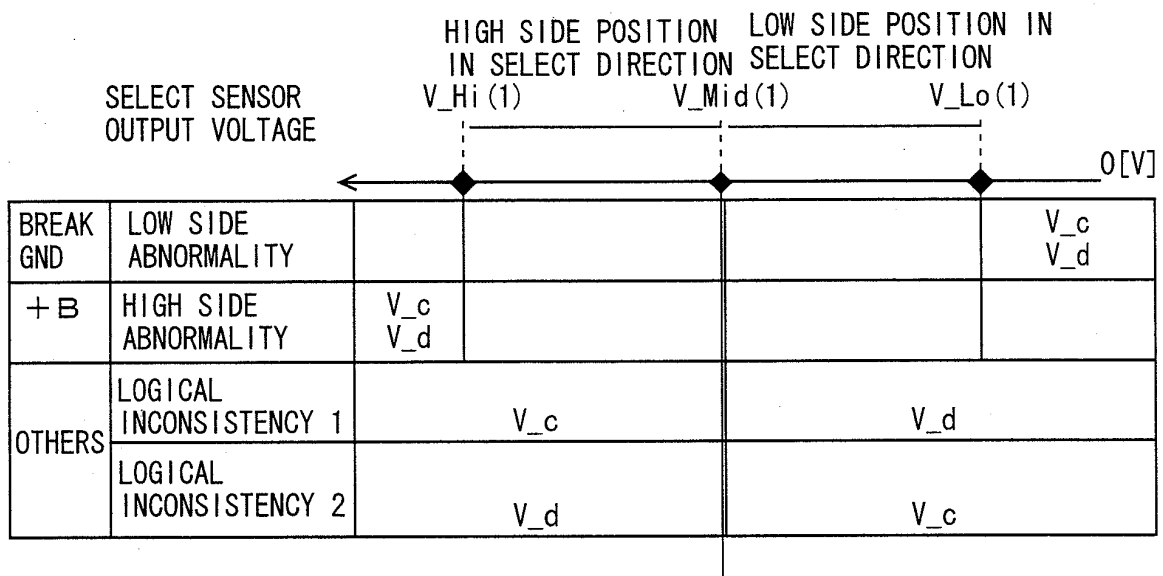 HIGH SIDE POSITION
IN SELECT DIRECTION
LOW SIDE POSITION IN
SELECT DIRECTION
SELECT SENSOR
OUTPUT VOLTAGE
V_Hi(1)
V_Mid(1)
V_Lo(1)
0[V]
BREAK
GND
LOW SIDE
ABNORMALITY
V_c
V_d
+B
HIGH SIDE
ABNORMALITY
V_c
V_d
OTHERS
LOGICAL
INCONSISTENCY 1
V_c
V_d
LOGICAL
INCONSISTENCY 2
V_d
V_c